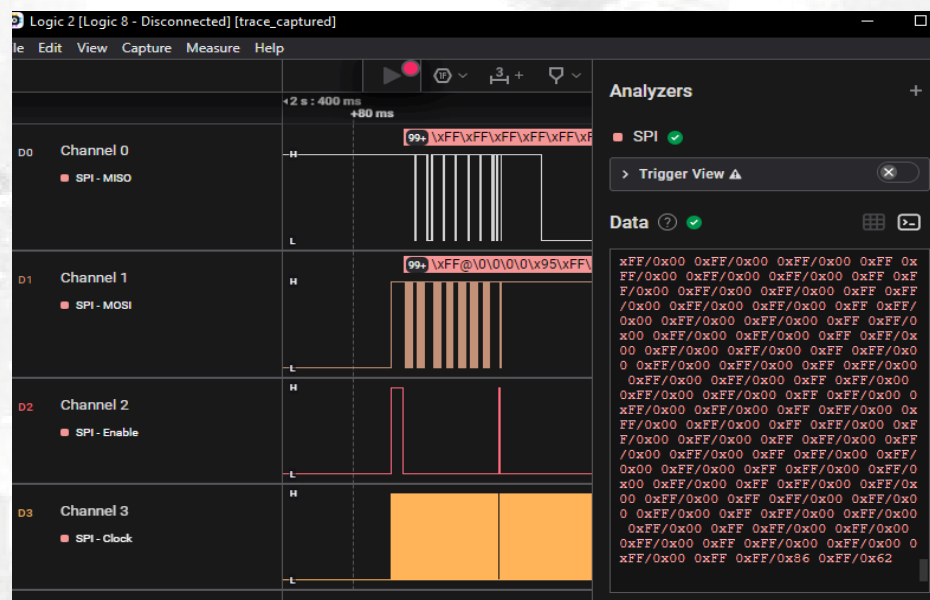 Logic 2 [Logic 8 - Disconnected] [trace_captured]
le Edit View Capture Measure Help
1F
3
2 s : 400 ms
+80 ms
D0 Channel 0
SPI - MISO
H
L
99+ \xFF\xFF\xFF\xFF\xFF\xF
D1 Channel 1
SPI - MOSI
H
L
99+ \xFF@\0\0\0\0\x95\xFF\
D2 Channel 2
SPI - Enable
H
L
D3 Channel 3
SPI - Clock
H
L
Analyzers
SPI
Trigger View
Data
xFF/0x00 0xFF/0x00 0xFF/0x00 0xFF 0x
FF/0x00 0xFF/0x00 0xFF/0x00 0xFF 0xF
F/0x00 0xFF/0x00 0xFF/0x00 0xFF 0xFF
/0x00 0xFF/0x00 0xFF/0x00 0xFF 0xFF/
0x00 0xFF/0x00 0xFF/0x00 0xFF 0xFF/0
x00 0xFF/0x00 0xFF/0x00 0xFF 0xFF/0x
00 0xFF/0x00 0xFF/0x00 0xFF 0xFF/0x0
0 0xFF/0x00 0xFF/0x00 0xFF 0xFF/0x00
0xFF/0x00 0xFF/0x00 0xFF 0xFF/0x00
0xFF/0x00 0xFF/0x00 0xFF 0xFF/0x00 0
xFF/0x00 0xFF/0x00 0xFF 0xFF/0x00 0x
FF/0x00 0xFF/0x00 0xFF 0xFF/0x00 0xF
F/0x00 0xFF/0x00 0xFF 0xFF/0x00 0xFF
/0x00 0xFF/0x00 0xFF 0xFF/0x00 0xFF/
0x00 0xFF/0x00 0xFF 0xFF/0x00 0xFF/0
x00 0xFF/0x00 0xFF 0xFF/0x00 0xFF/0x
00 0xFF/0x00 0xFF 0xFF/0x00 0xFF/0x0
0 0xFF/0x00 0xFF 0xFF/0x00 0xFF/0x00
0xFF/0x00 0xFF 0xFF/0x00 0xFF/0x00
0xFF/0x00 0xFF 0xFF/0x00 0xFF/0x00 0
xFF/0x00 0xFF 0xFF/0x86 0xFF/0x62